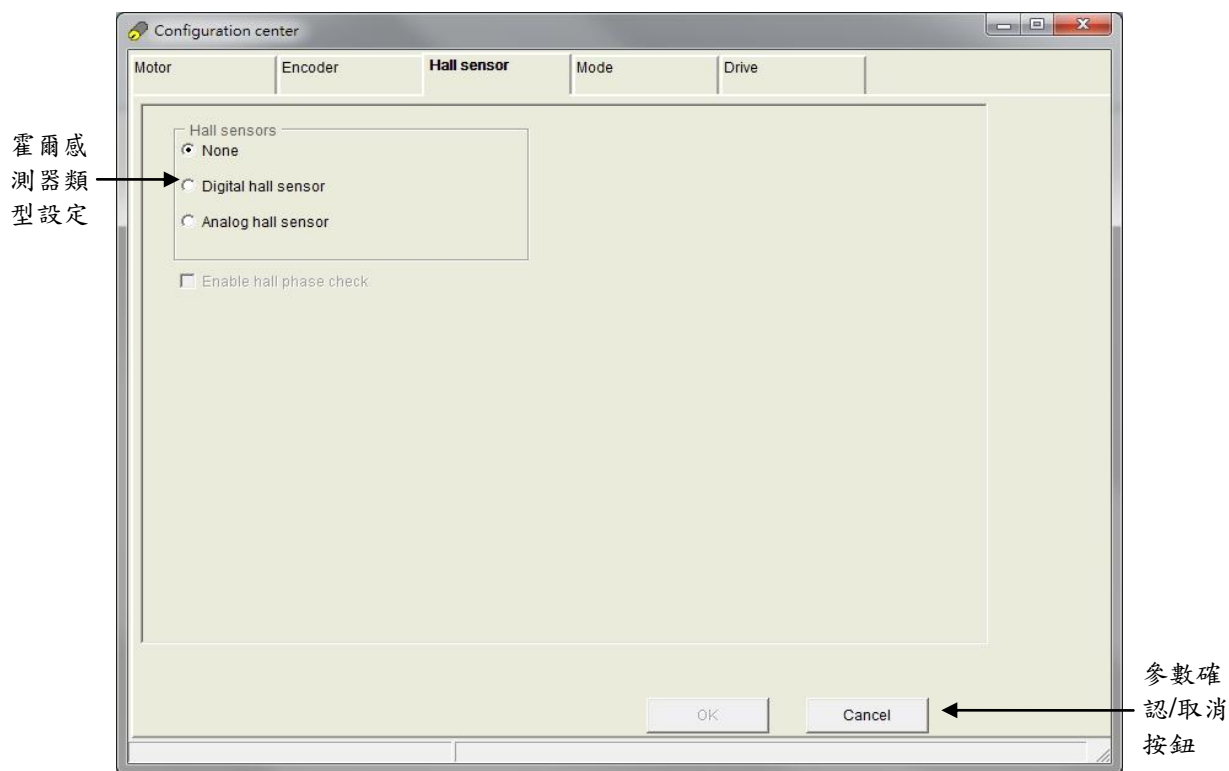 Configuration center
Motor
Encoder
Hall sensor
Mode
Drive
霍爾感
測器類
型設定
Hall sensors
None
Digital hall sensor
Analog hall sensor
Enable hall phase check
OK
Cancel
參數確
認/取消
按鈕